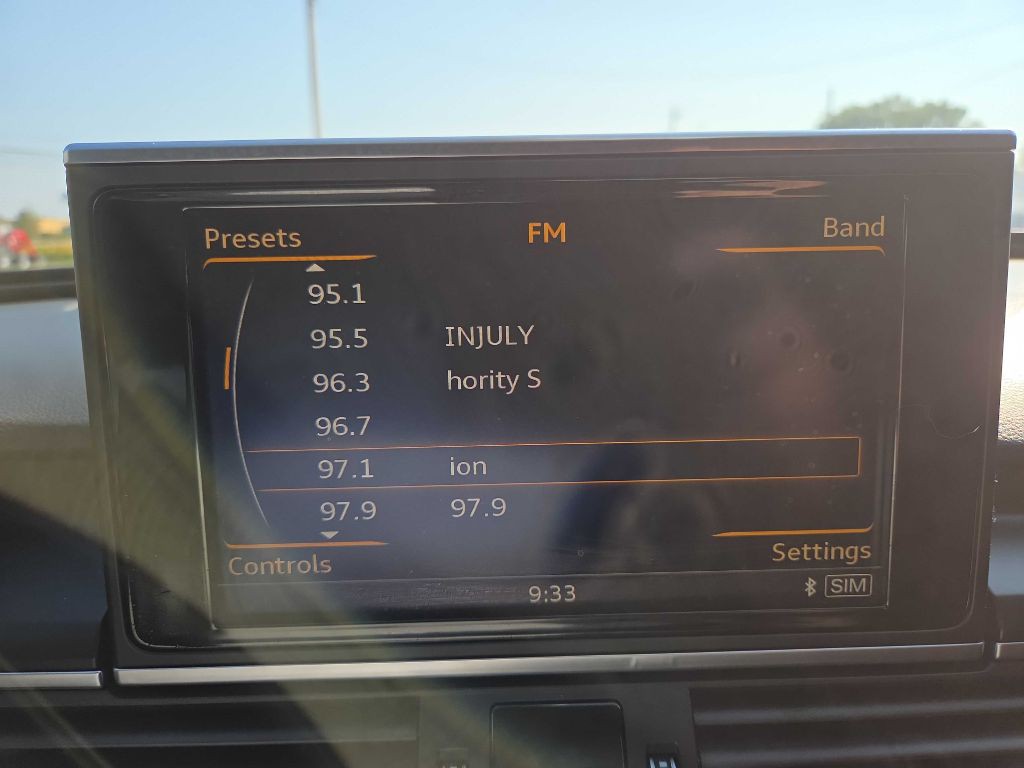 Presets FM Band
95.1
95.5 INJULY
96.3 hority S
96.7
97.1 ion
97.9 97.9
Controls Settings
9:33 SIM